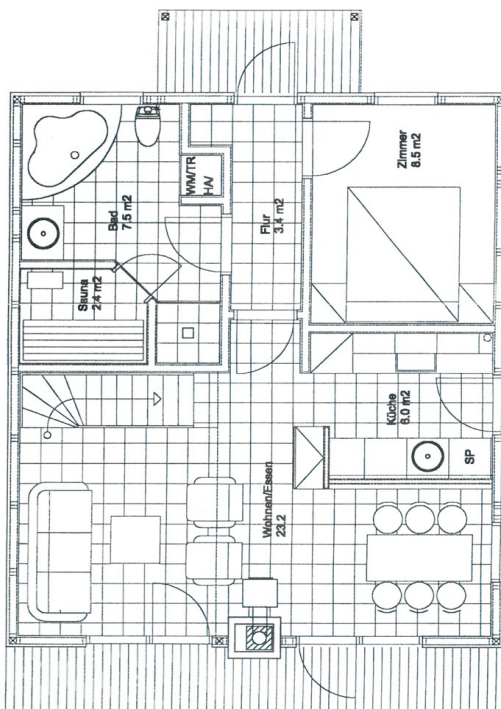 Bad
7.5 m2
WM/TR
HA/
Sauna
2.4 m2
Flur
3.4 m2
Zimmer
8.5 m2
Küche
6.0 m2
SP
Wohnen/Essen
23.2